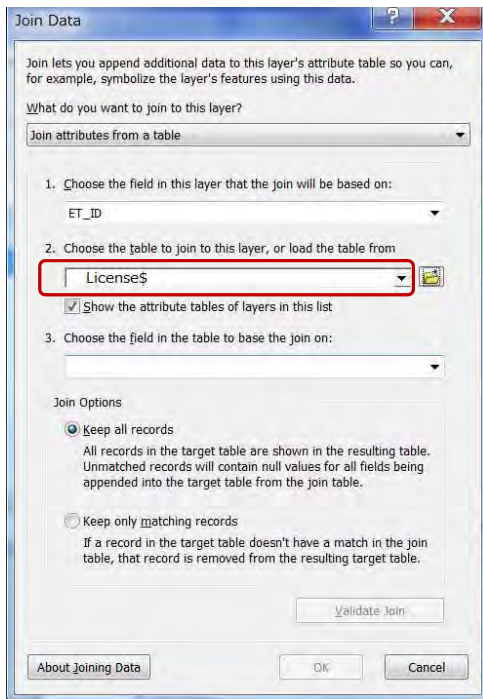 Join Data
?
X
Join lets you append additional data to this layer's attribute table so you can,
for example, symbolize the layer's features using this data.
What do you want to join to this layer?
Join attributes from a table
1. Choose the field in this layer that the join will be based on:
ET_ID
2. Choose the table to join to this layer, or load the table from
License$
Show the attribute tables of layers in this list
3. Choose the field in the table to base the join on:
Join Options
Keep all records
All records in the target table are shown in the resulting table.
Unmatched records will contain null values for all fields being
appended into the target table from the join table.
Keep only matching records
If a record in the target table doesn't have a match in the join
table, that record is removed from the resulting target table.
Validate Join
About Joining Data
OK
Cancel